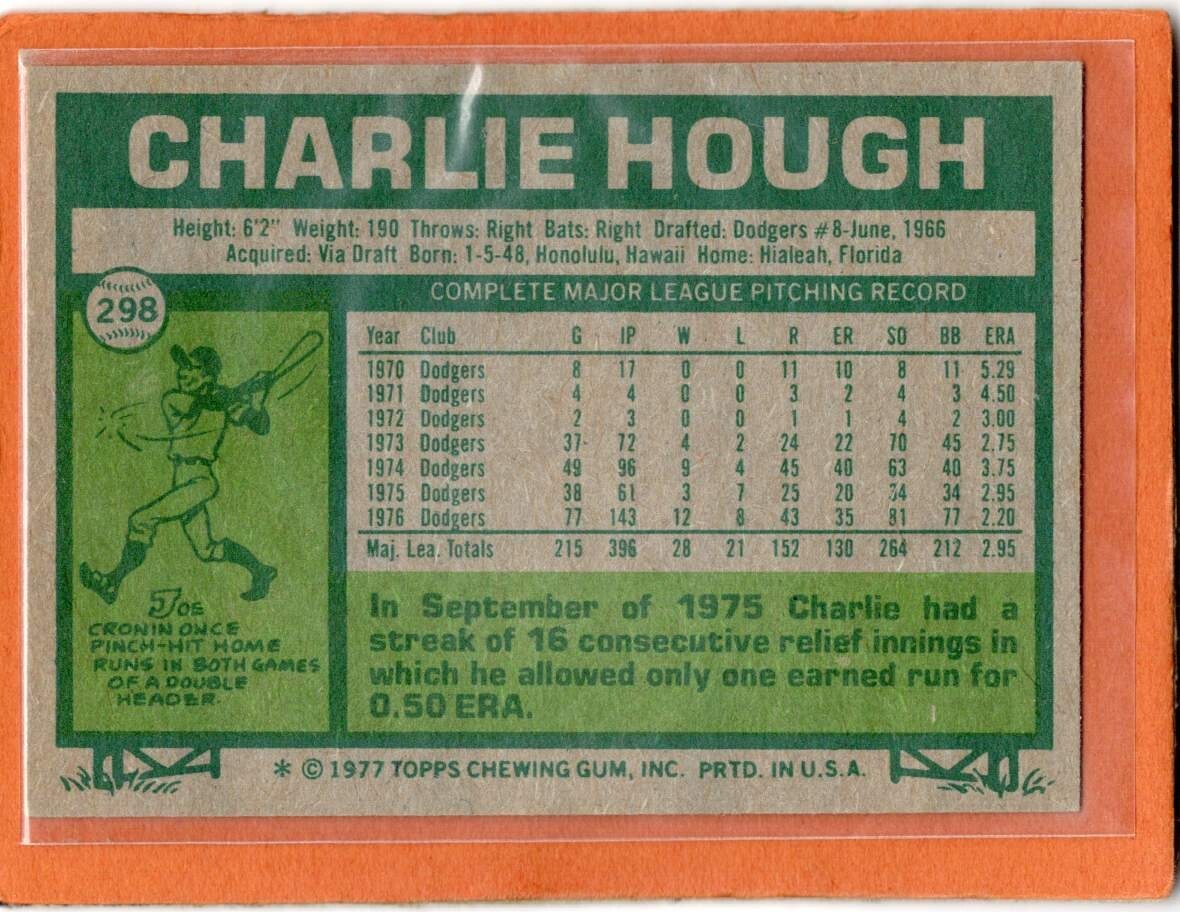 CHARLIE HOUGH
Height: 6'2" Weight: 190 Throws: Right Bats: Right Drafted: Dodgers #8-June, 1966
Acquired: Via Draft Born: 1-5-48, Honolulu, Hawaii Home: Hialeah, Florida
298
COMPLETE MAJOR LEAGUE PITCHING RECORD
Year Club G IP W L R ER SO BB ERA
1970 Dodgers 8 17 0 0 11 10 8 11 5.29
1971 Dodgers 4 4 0 0 3 2 4 3 4.50
1972 Dodgers 2 3 0 0 1 1 4 2 3.00
1973 Dodgers 37 72 4 2 24 22 70 45 2.75
1974 Dodgers 49 96 9 4 45 40 63 40 3.75
1975 Dodgers 38 61 3 7 25 20 34 34 2.95
1976 Dodgers 77 143 12 8 43 35 81 77 2.20
Maj. Lea. Totals 215 396 28 21 152 130 264 212 2.95
JOE
CRONIN ONCE
PINCH-HIT HOME
RUNS IN BOTH GAMES
OF A DOUBLE
HEADER.
In September of 1975 Charlie had a
streak of 16 consecutive relief innings in
which he allowed only one earned run for
0.50 ERA.
* © 1977 TOPPS CHEWING GUM, INC. PRTD. IN U.S.A.